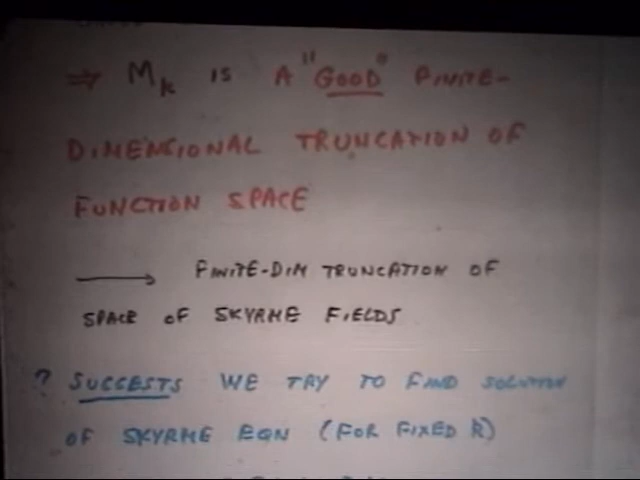 ⇒ Mk IS A "GOOD" FINITE-
DIMENSIONAL TRUNCATION OF
FUNCTION SPACE
⟶ FINITE-DIM TRUNCATION OF
SPACE OF SKYRME FIELDS
? SUGGESTS WE TRY TO FIND SOLUTION
OF SKYRME EQN (FOR FIXED k)